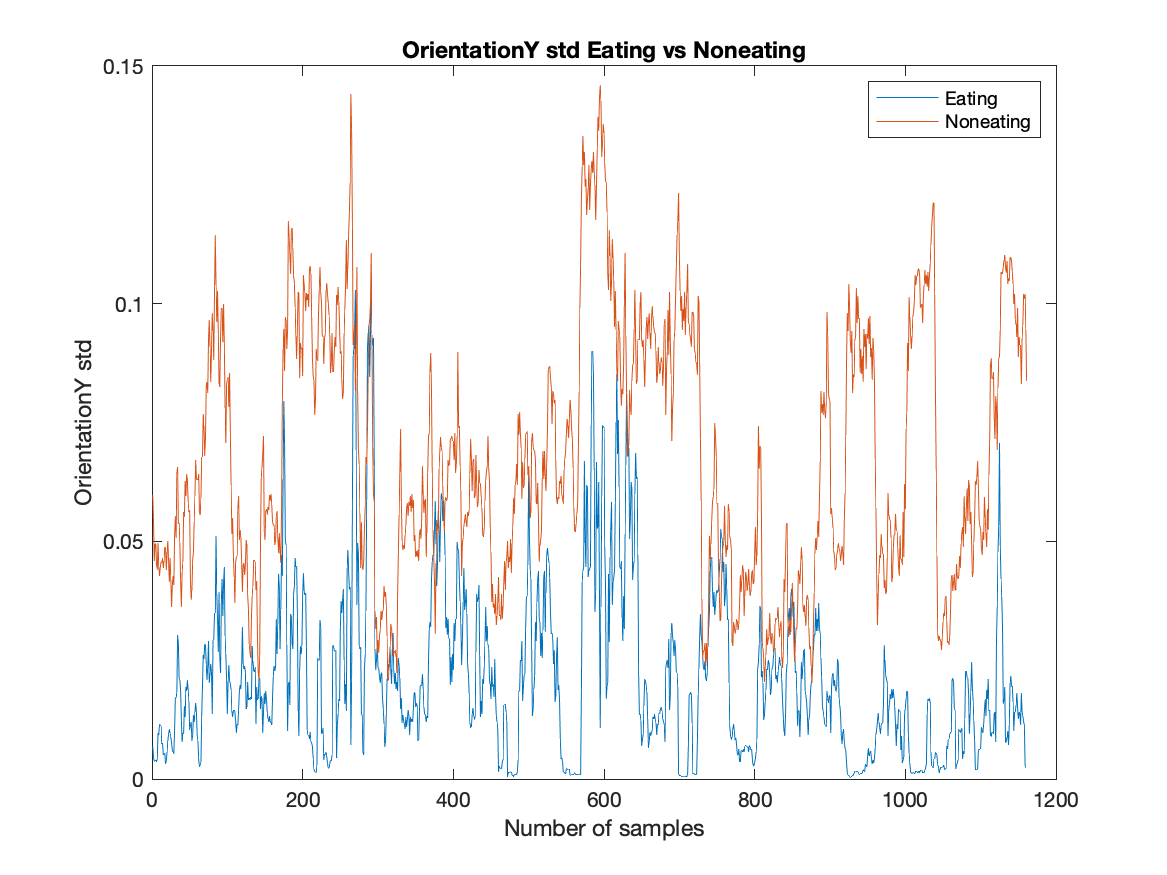 OrientationY std Eating vs Noneating
Eating
Noneating
OrientationY std
0.15
0.1
0.05
0
0
200
400
600
800
1000
1200
Number of samples